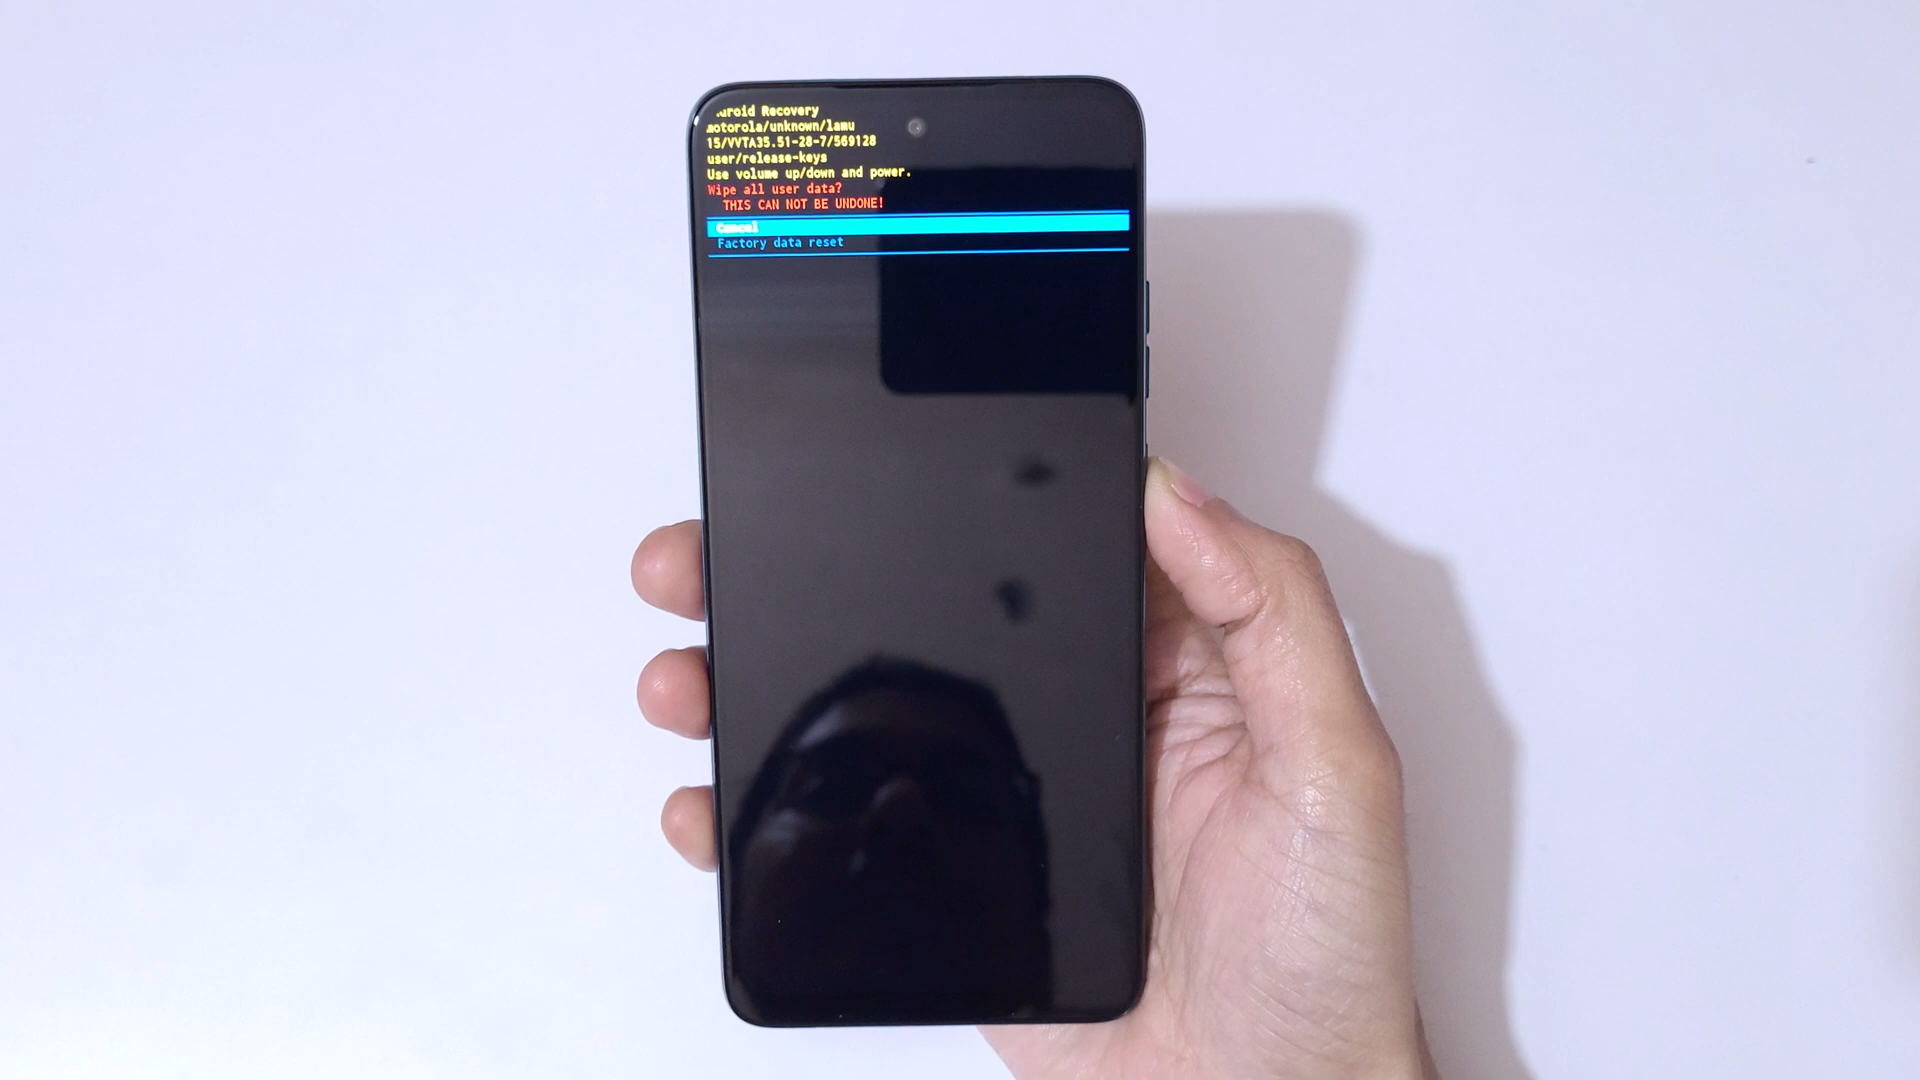 Recovery
motorola/unknown/lamu
15/VVTA35.51-28-7/569128
user/release-keys
Use volume up/down and power.
Wipe all user data?
THIS CAN NOT BE UNDONE!
Cancel
Factory data reset